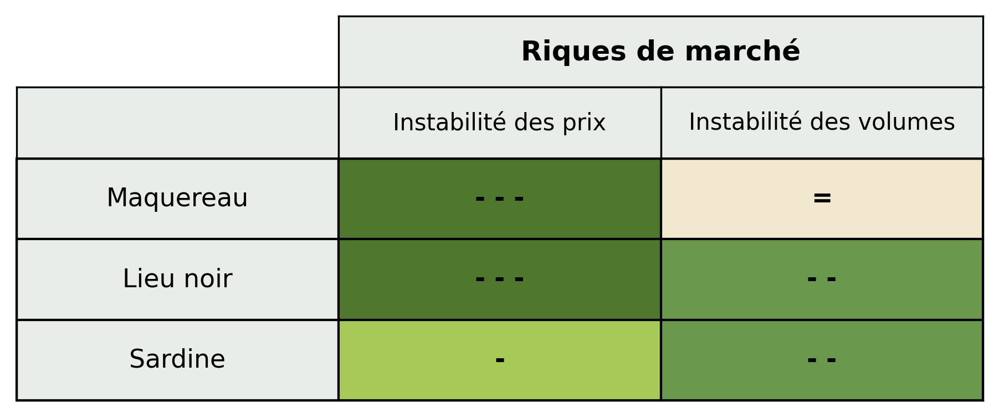 Riques de marché
Instabilité des prix Instabilité des volumes
Maquereau - - - =
Lieu noir - - - - -
Sardine - - -